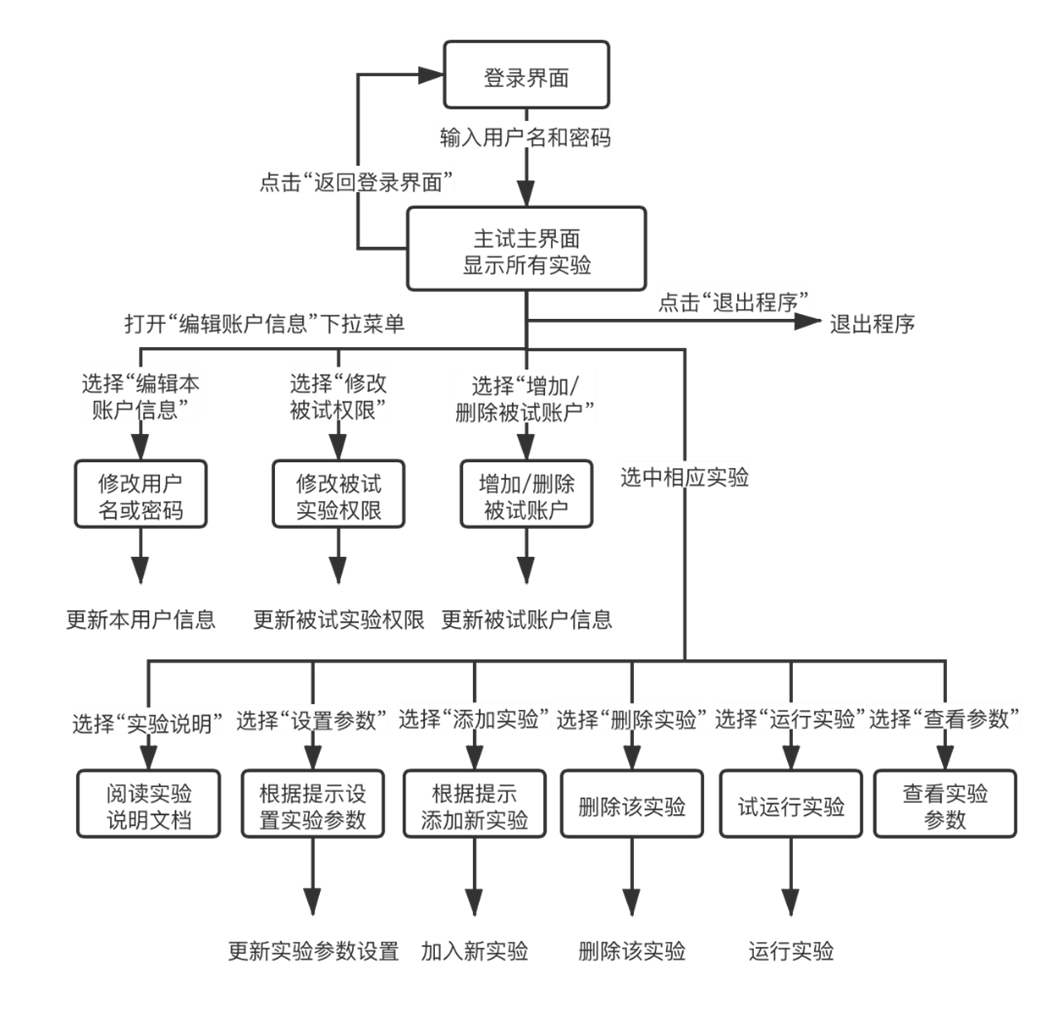 登录界面
输入用户名和密码
点击“返回登录界面”
主试主界面
显示所有实验
点击“退出程序”
退出程序
打开“编辑账户信息”下拉菜单
选择“编辑本
账户信息”
选择“修改
被试权限”
选择“增加/
删除被试账户”
修改用户
名或密码
修改被试
实验权限
增加/删除
被试账户
选中相应实验
更新本用户信息
更新被试实验权限
更新被试账户信息
选择“实验说明”
选择“设置参数”
选择“添加实验”
选择“删除实验”
选择“运行实验”
选择“查看参数”
阅读实验
说明文档
根据提示设
置实验参数
根据提示
添加新实验
删除该实验
试运行实验
查看实验
参数
更新实验参数设置
加入新实验
删除该实验
运行实验